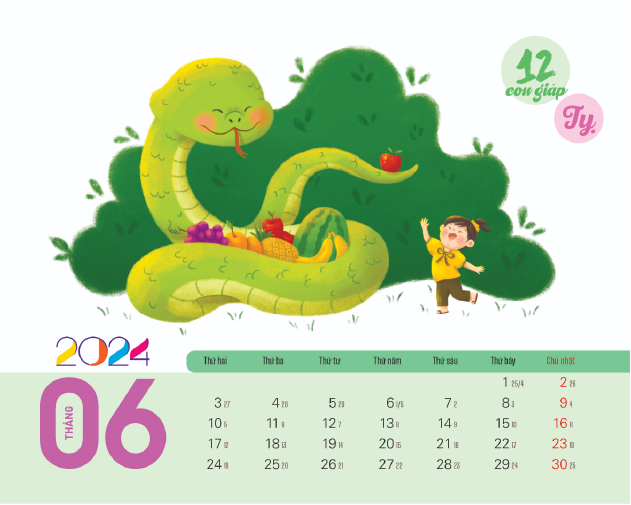 12
con giáp
Tỵ.
2024
THÁNG
06
Thứ hai Thứ ba Thứ tư Thứ năm Thứ sáu Thứ bảy Chủ nhật
1 25/4 2 26
3 27 4 28 5 29 6 1/5 7 2 8 3 9 4
10 5 11 6 12 7 13 8 14 9 15 10 16 11
17 12 18 13 19 14 20 15 21 16 22 17 23 18
24 19 25 20 26 21 27 22 28 23 29 24 30 25